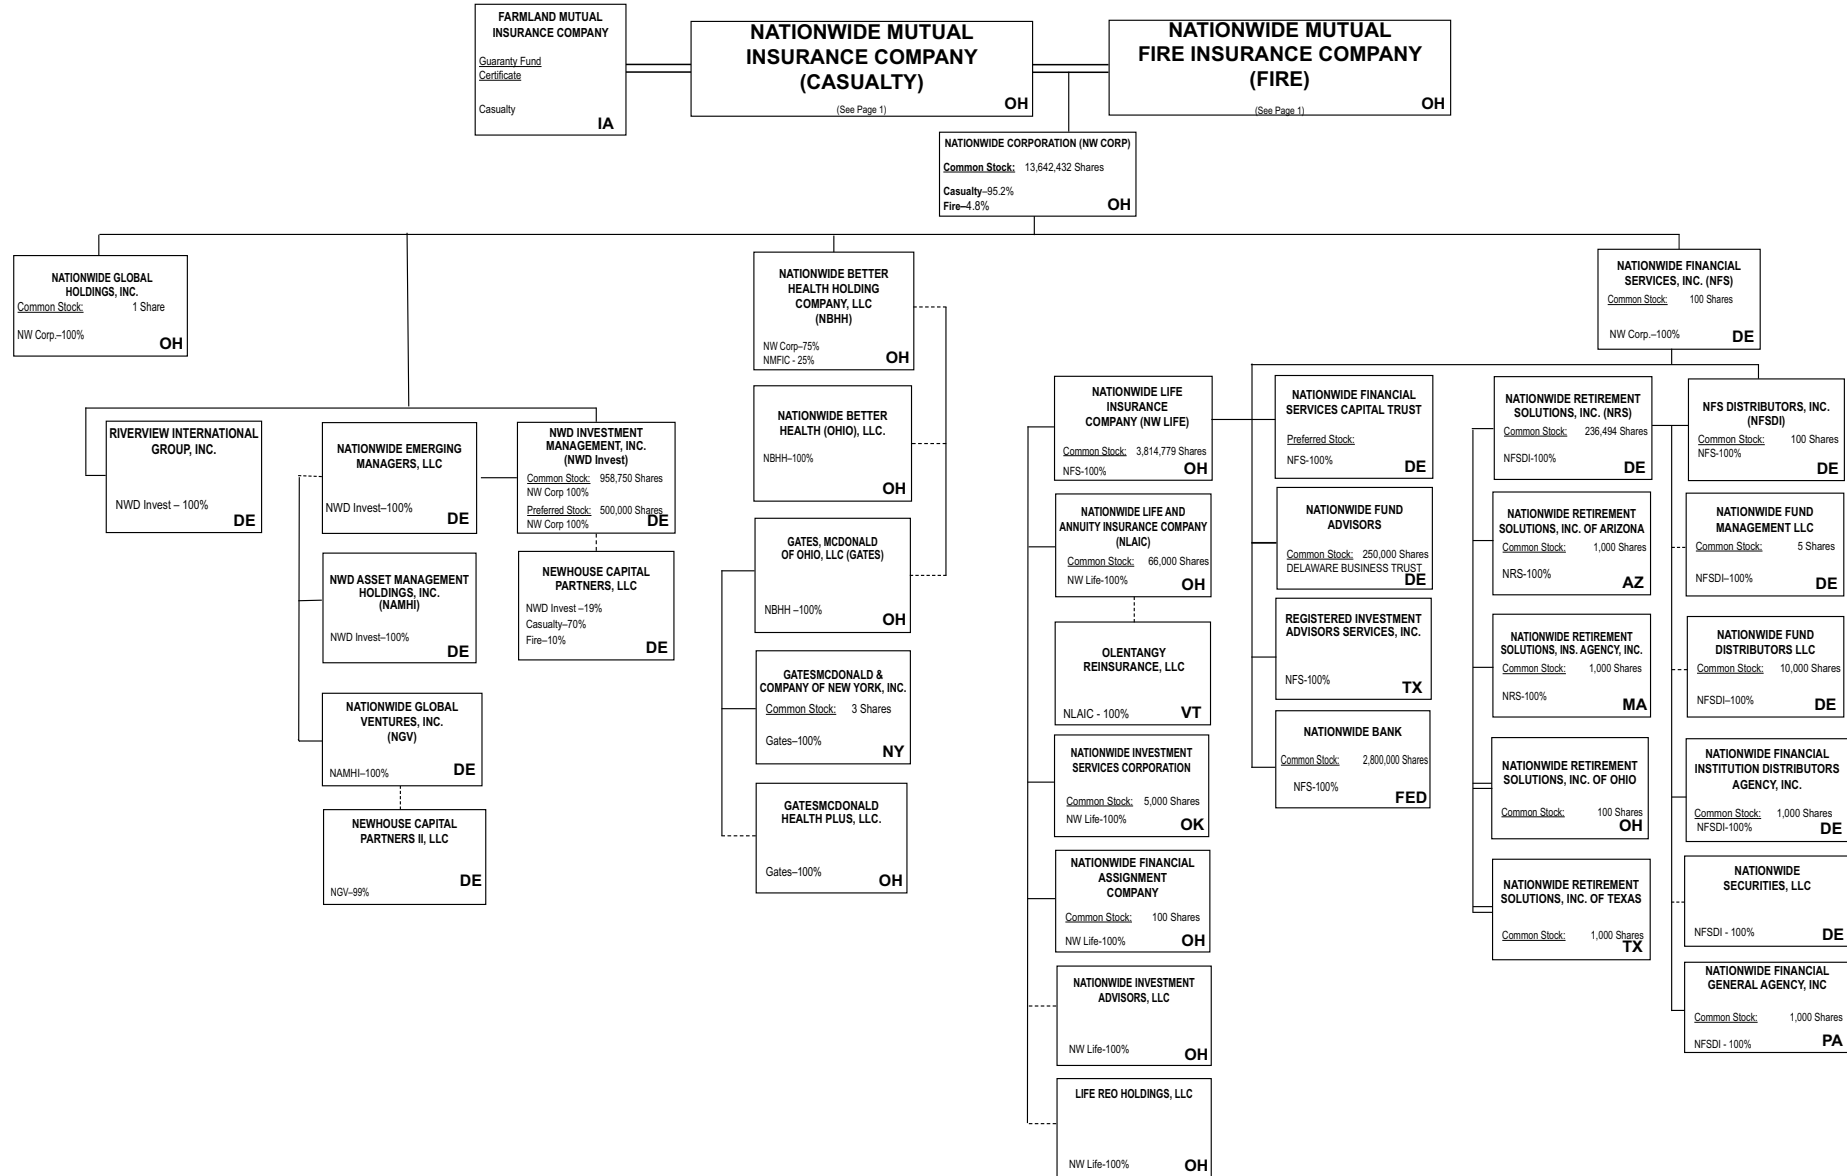 FARMLAND MUTUAL
INSURANCE COMPANY
Guaranty Fund
Certificate
Casualty
IA
NATIONWIDE MUTUAL
INSURANCE COMPANY
(CASUALTY)
(See Page 1)
OH
NATIONWIDE MUTUAL
FIRE INSURANCE COMPANY
(FIRE)
(See Page 1)
OH
NATIONWIDE CORPORATION (NW CORP)
Common Stock: 13,642,432 Shares
Casualty–95.2%
Fire–4.8%
OH
NATIONWIDE GLOBAL
HOLDINGS, INC.
Common Stock: 1 Share
NW Corp.–100%
OH
NATIONWIDE BETTER
HEALTH HOLDING
COMPANY, LLC
(NBHH)
NW Corp–75%
NMFIC - 25%
OH
NATIONWIDE FINANCIAL
SERVICES, INC. (NFS)
Common Stock: 100 Shares
NW Corp.–100%
DE
RIVERVIEW INTERNATIONAL
GROUP, INC.
NWD Invest – 100%
DE
NATIONWIDE EMERGING
MANAGERS, LLC
NWD Invest–100%
DE
NWD INVESTMENT
MANAGEMENT, INC.
(NWD Invest)
Common Stock: 958,750 Shares
NW Corp 100%
Preferred Stock: 500,000 Shares
NW Corp 100%
DE
NWD ASSET MANAGEMENT
HOLDINGS, INC.
(NAMHI)
NWD Invest–100%
DE
NEWHOUSE CAPITAL
PARTNERS, LLC
NWD Invest –19%
Casualty–70%
Fire–10%
DE
NATIONWIDE GLOBAL
VENTURES, INC.
(NGV)
NAMHI–100%
DE
NEWHOUSE CAPITAL
PARTNERS II, LLC
NGV–99%
DE
NATIONWIDE BETTER
HEALTH (OHIO), LLC.
NBHH–100%
OH
GATES, MCDONALD
OF OHIO, LLC (GATES)
NBHH –100%
OH
GATESMCDONALD &
COMPANY OF NEW YORK, INC.
Common Stock: 3 Shares
Gates–100%
NY
GATESMCDONALD
HEALTH PLUS, LLC.
Gates–100%
OH
NATIONWIDE LIFE
INSURANCE
COMPANY (NW LIFE)
Common Stock: 3,814,779 Shares
NFS-100%
OH
NATIONWIDE LIFE AND
ANNUITY INSURANCE COMPANY
(NLAIC)
Common Stock: 66,000 Shares
NW Life-100%
OH
OLENTANGY
REINSURANCE, LLC
NLAIC - 100%
VT
NATIONWIDE INVESTMENT
SERVICES CORPORATION
Common Stock: 5,000 Shares
NW Life-100%
OK
NATIONWIDE FINANCIAL
ASSIGNMENT
COMPANY
Common Stock: 100 Shares
NW Life-100%
OH
NATIONWIDE INVESTMENT
ADVISORS, LLC
NW Life-100%
OH
LIFE REO HOLDINGS, LLC
NW Life-100%
OH
NATIONWIDE FINANCIAL
SERVICES CAPITAL TRUST
Preferred Stock:
NFS-100%
DE
NATIONWIDE FUND
ADVISORS
Common Stock: 250,000 Shares
DELAWARE BUSINESS TRUST
DE
REGISTERED INVESTMENT
ADVISORS SERVICES, INC.
NFS-100%
TX
NATIONWIDE BANK
Common Stock: 2,800,000 Shares
NFS-100%
FED
NATIONWIDE RETIREMENT
SOLUTIONS, INC. (NRS)
Common Stock: 236,494 Shares
NFSDI-100%
DE
NATIONWIDE RETIREMENT
SOLUTIONS, INC. OF ARIZONA
Common Stock: 1,000 Shares
NRS-100%
AZ
NATIONWIDE RETIREMENT
SOLUTIONS, INS. AGENCY, INC.
Common Stock: 1,000 Shares
NRS-100%
MA
NATIONWIDE RETIREMENT
SOLUTIONS, INC. OF OHIO
Common Stock: 100 Shares
OH
NATIONWIDE RETIREMENT
SOLUTIONS, INC. OF TEXAS
Common Stock: 1,000 Shares
TX
NFS DISTRIBUTORS, INC.
(NFSDI)
Common Stock: 100 Shares
NFS-100%
DE
NATIONWIDE FUND
MANAGEMENT LLC
Common Stock: 5 Shares
NFSDI–100%
DE
NATIONWIDE FUND
DISTRIBUTORS LLC
Common Stock: 10,000 Shares
NFSDI–100%
DE
NATIONWIDE FINANCIAL
INSTITUTION DISTRIBUTORS
AGENCY, INC.
Common Stock: 1,000 Shares
NFSDI-100%
DE
NATIONWIDE
SECURITIES, LLC
NFSDI - 100%
DE
NATIONWIDE FINANCIAL
GENERAL AGENCY, INC
Common Stock: 1,000 Shares
NFSDI - 100%
PA